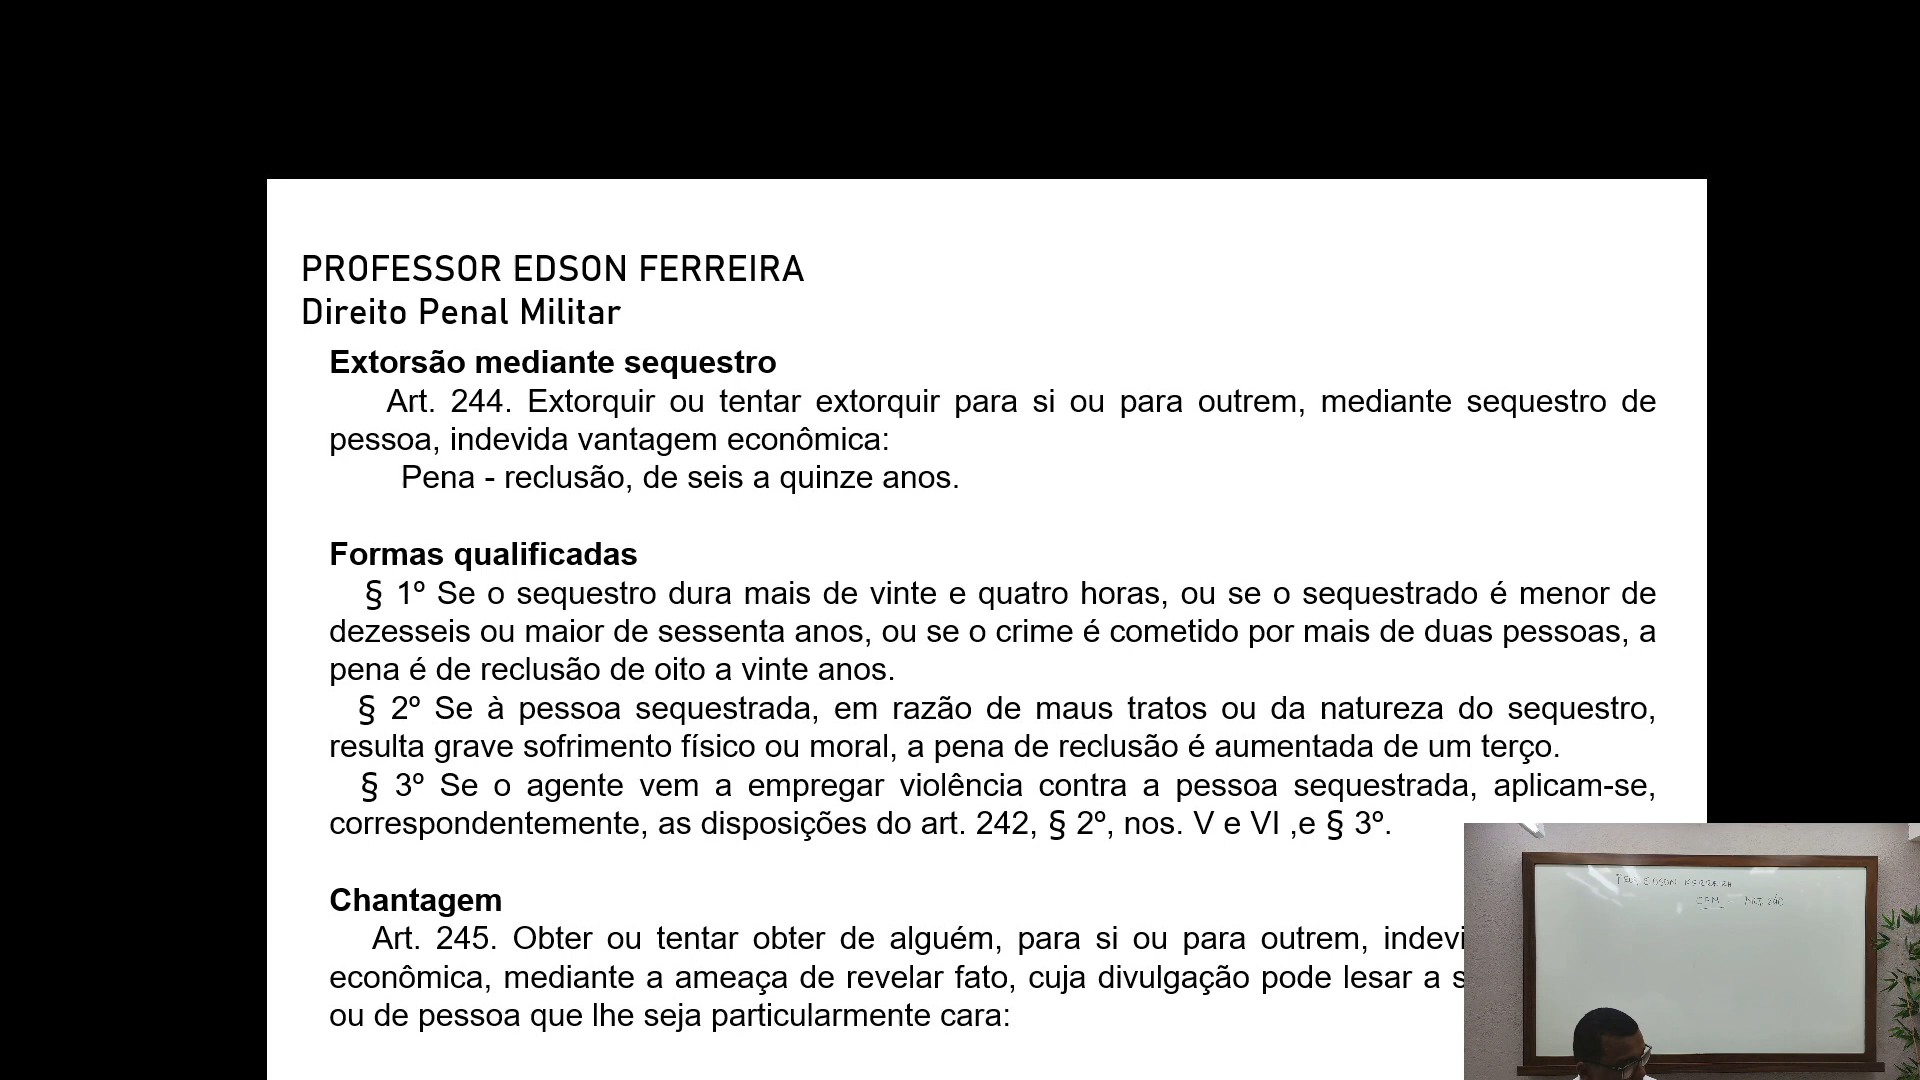 PROFESSOR EDSON FERREIRA
Direito Penal Militar
Extorsão mediante sequestro
Art. 244. Extorquir ou tentar extorquir para si ou para outrem, mediante sequestro de
pessoa, indevida vantagem econômica:
Pena - reclusão, de seis a quinze anos.
Formas qualificadas
§ 1º Se o sequestro dura mais de vinte e quatro horas, ou se o sequestrado é menor de
dezesseis ou maior de sessenta anos, ou se o crime é cometido por mais de duas pessoas, a
pena é de reclusão de oito a vinte anos.
§ 2º Se à pessoa sequestrada, em razão de maus tratos ou da natureza do sequestro,
resulta grave sofrimento físico ou moral, a pena de reclusão é aumentada de um terço.
§ 3º Se o agente vem a empregar violência contra a pessoa sequestrada, aplicam-se,
correspondentemente, as disposições do art. 242, § 2º, nos. V e VI ,e § 3º.
Chantagem
Art. 245. Obter ou tentar obter de alguém, para si ou para outrem, indevi
econômica, mediante a ameaça de revelar fato, cuja divulgação pode lesar a s
ou de pessoa que lhe seja particularmente cara:
EDSON FERREIRA
CPM ART. 240